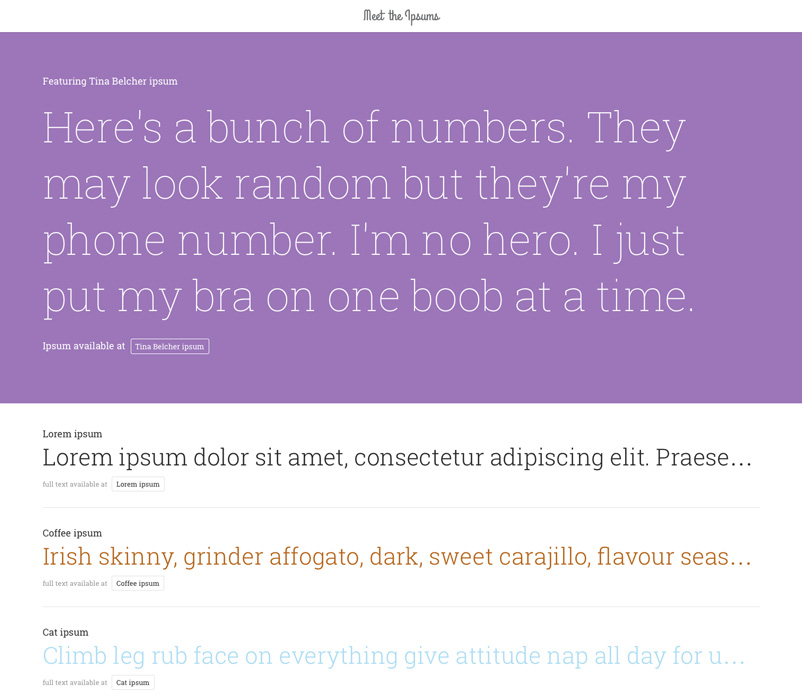 Meet the Ipsums
Featuring Tina Belcher ipsum
Here's a bunch of numbers. They
may look random but they're my
phone number. I'm no hero. I just
put my bra on one boob at a time.
Ipsum available at Tina Belcher ipsum
Lorem ipsum
Lorem ipsum dolor sit amet, consectetur adipiscing elit. Praese...
full text available at Lorem ipsum
Coffee ipsum
Irish skinny, grinder affogato, dark, sweet carajillo, flavour seas...
full text available at Coffee ipsum
Cat ipsum
Climb leg rub face on everything give attitude nap all day for u...
full text available at Cat ipsum